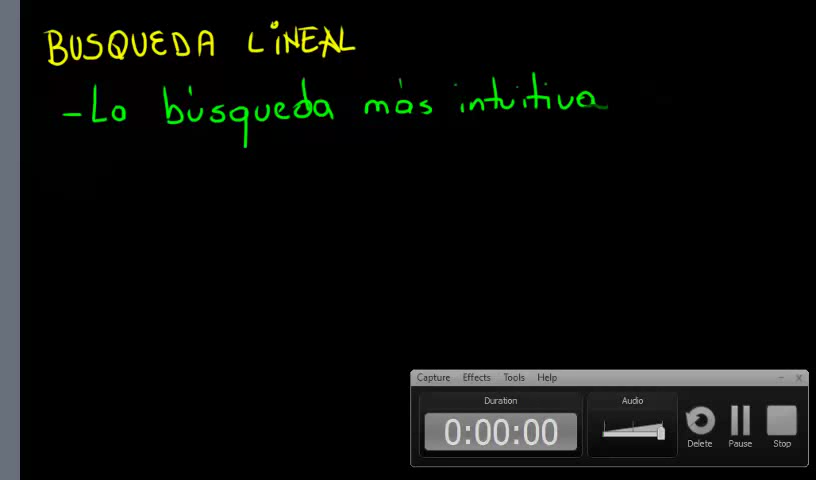 BUSQUEDA LINEAL
- La búsqueda más intuitiva
Capture Effects Tools Help
Duration
Audio
0:00:00
Delete
Pause
Stop